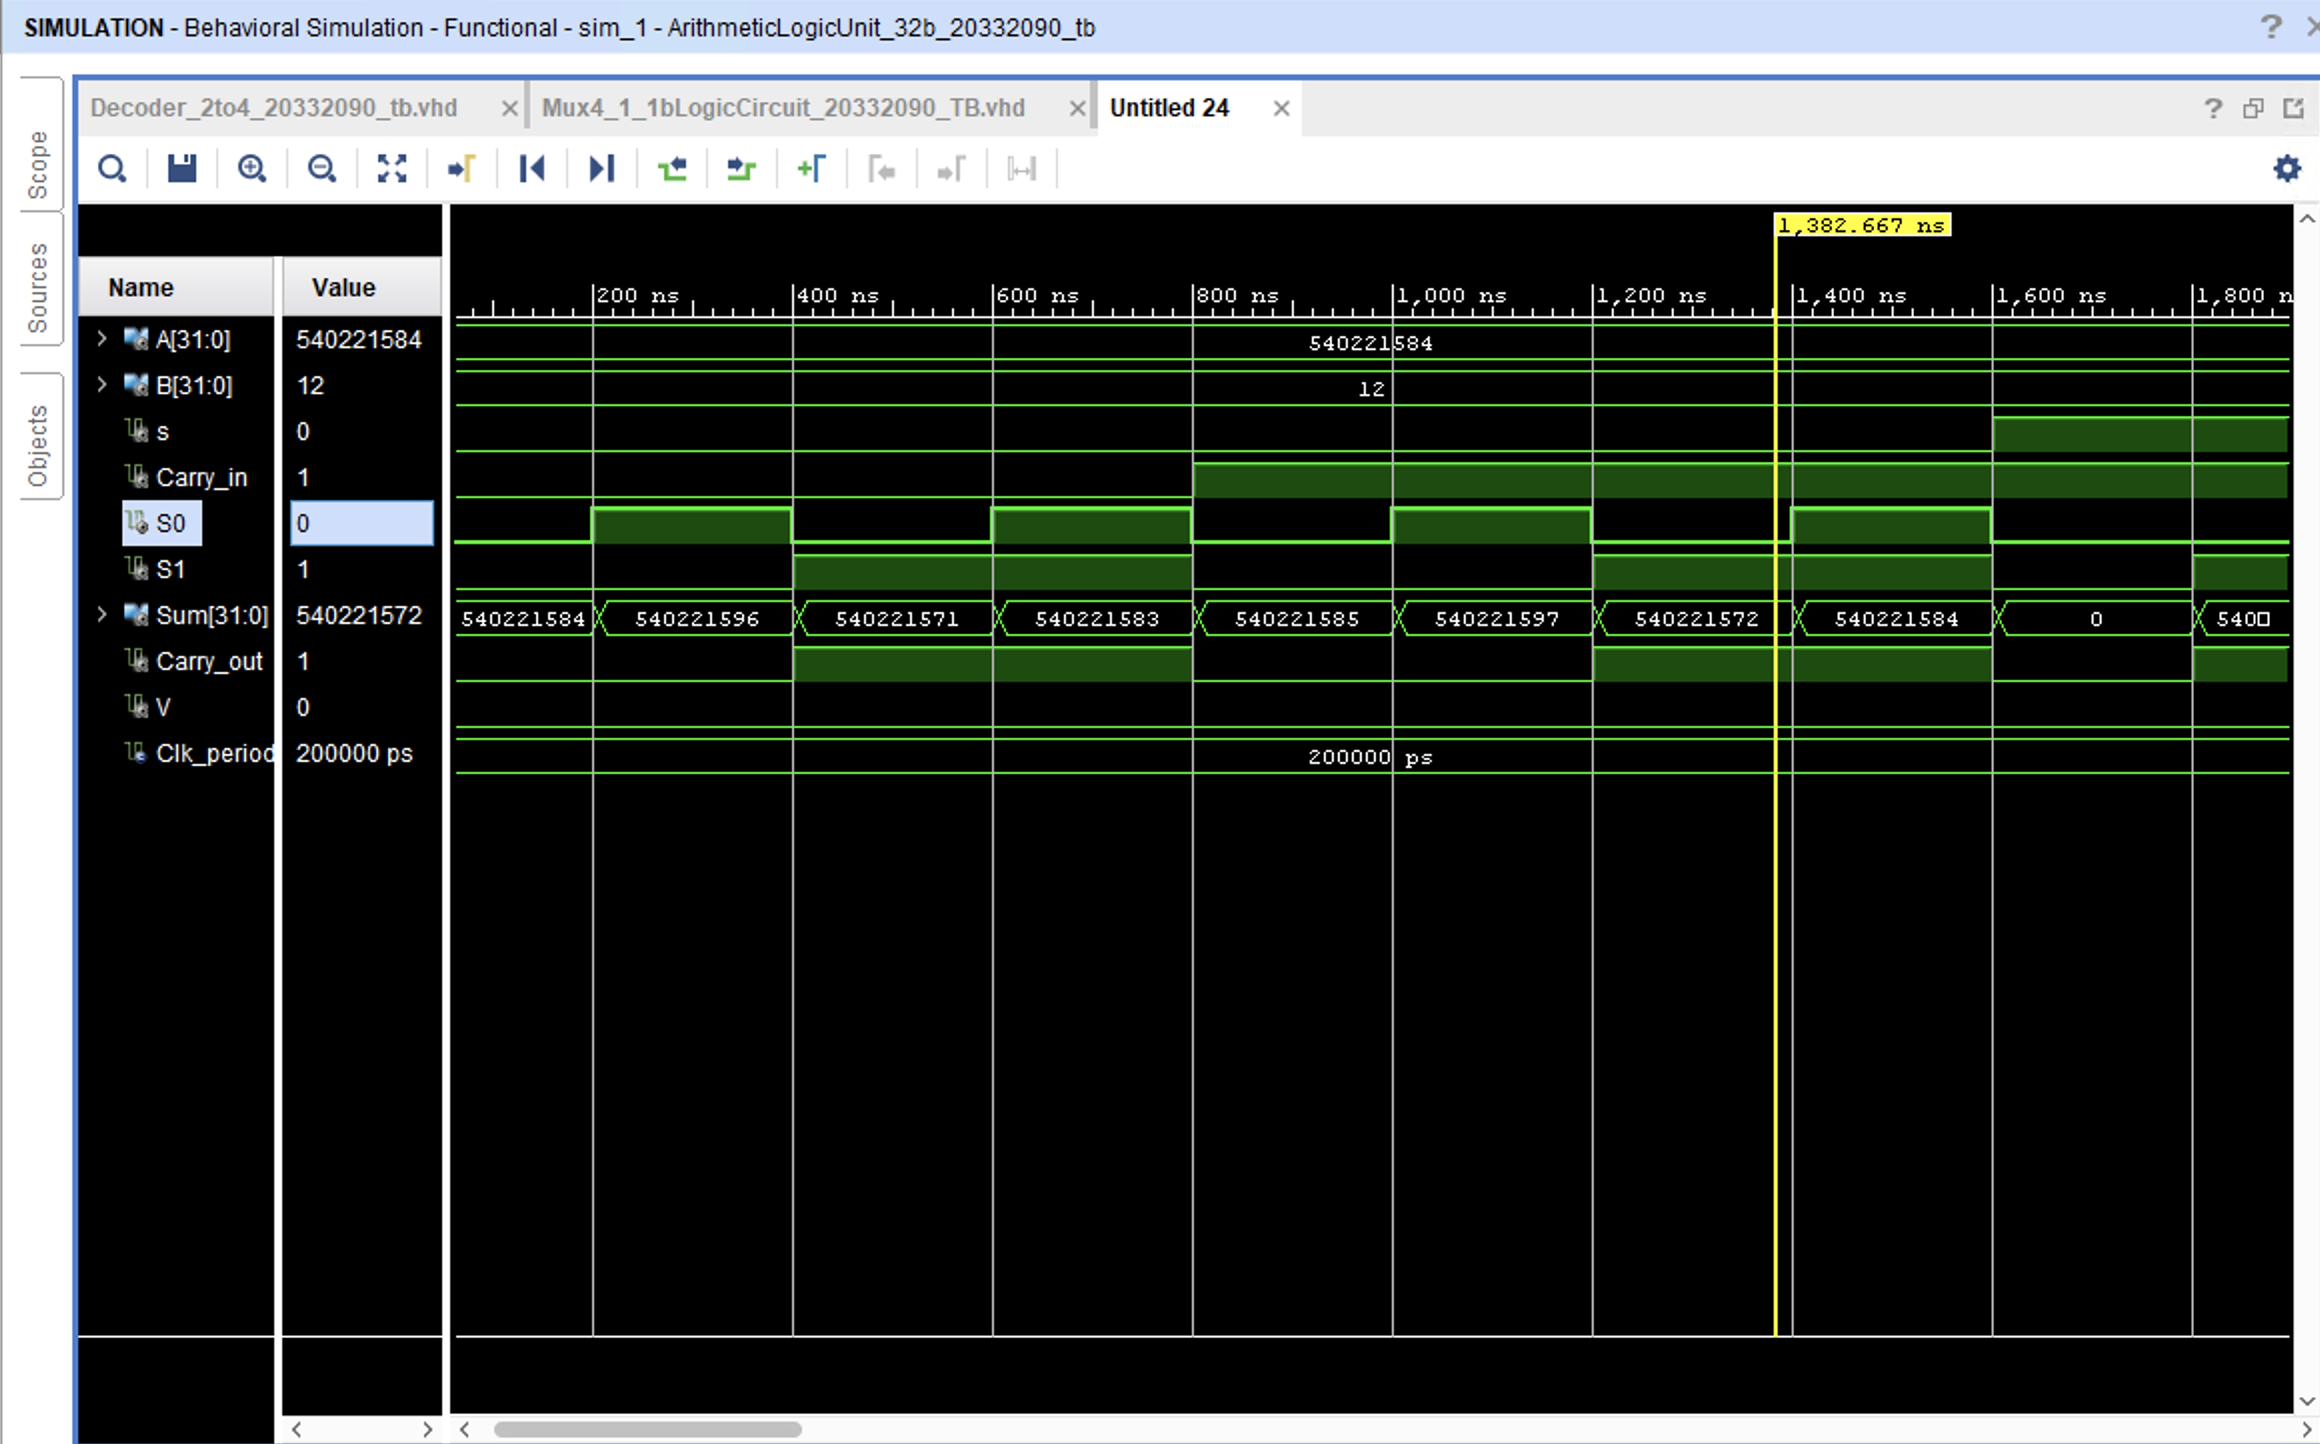 SIMULATION - Behavioral Simulation - Functional - sim_1 - ArithmeticLogicUnit_32b_20332090_tb
Scope
Sources
Objects
Decoder_2to4_20332090_tb.vhd
Mux4_1_1bLogicCircuit_20332090_TB.vhd
Untitled 24
1,382.667 ns
Name Value
200 ns 400 ns 600 ns 800 ns 1,000 ns 1,200 ns 1,400 ns 1,600 ns 1,800 n
A[31:0] 540221584 540221584
B[31:0] 12 12
s 0
Carry_in 1
S0 0
S1 1
Sum[31:0] 540221572 540221584 540221596 540221571 540221583 540221585 540221597 540221572 540221584 0 540
Carry_out 1
V 0
Clk_period 200000 ps 200000 ps